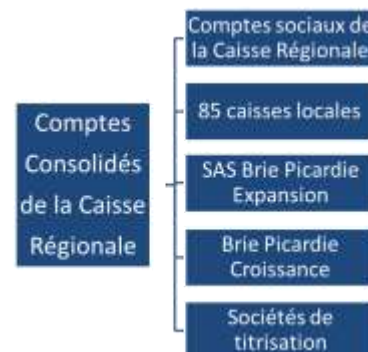 Comptes
Consolidés
de la Caisse
Régionale
Comptes sociaux de
la Caisse Régionale
85 caisses locales
SAS Brie Picardie
Expansion
Brie Picardie
Croissance
Sociétés de
titrisation